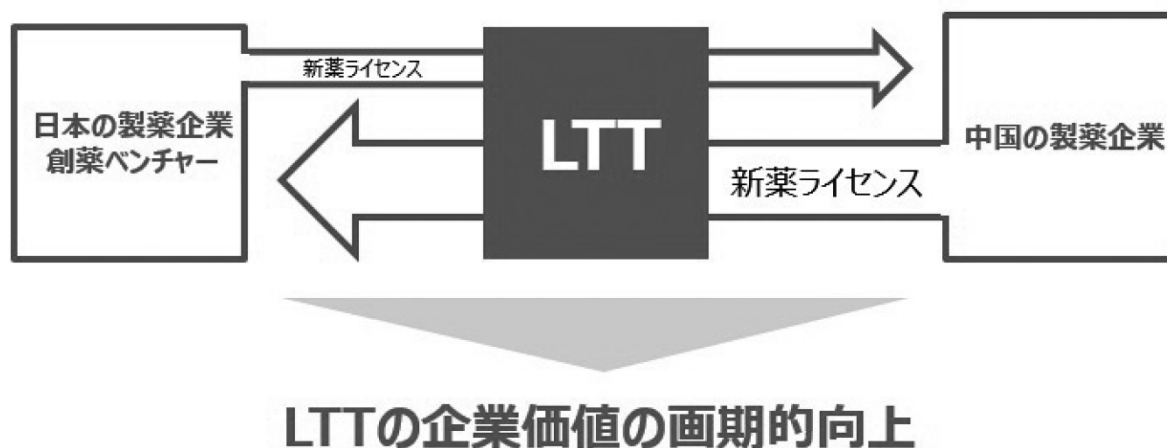 新薬ライセンス
日本の製薬企業
創薬ベンチャー
LTT
中国の製薬企業
新薬ライセンス
LTTの企業価値の画期的向上